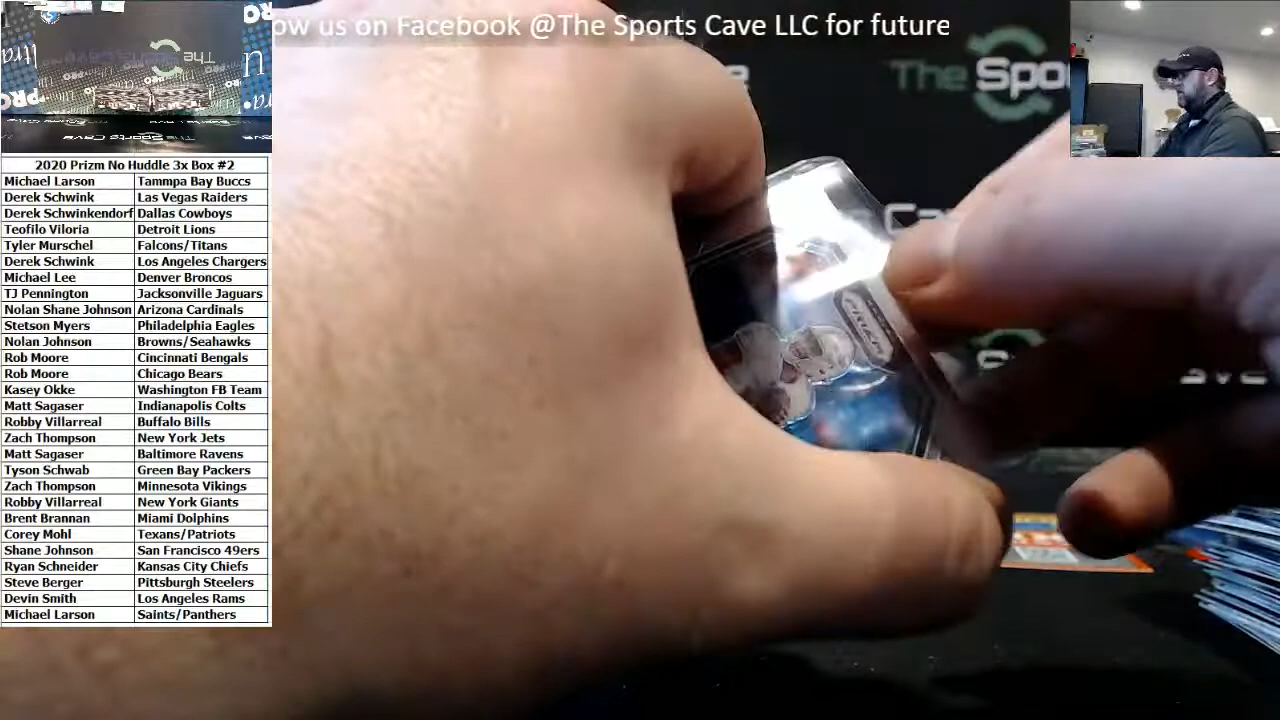 ow us on Facebook @The Sports Cave LLC for future
The Spo
2020 Prizm No Huddle 3x Box #2
Michael Larson Tammpa Bay Buccs
Derek Schwink Las Vegas Raiders
Derek Schwinkendorf Dallas Cowboys
Teofilo Viloria Detroit Lions
Tyler Murschel Falcons/Titans
Derek Schwink Los Angeles Chargers
Michael Lee Denver Broncos
TJ Pennington Jacksonville Jaguars
Nolan Shane Johnson Arizona Cardinals
Stetson Myers Philadelphia Eagles
Nolan Johnson Browns/Seahawks
Rob Moore Cincinnati Bengals
Rob Moore Chicago Bears
Kasey Okke Washington FB Team
Matt Sagaser Indianapolis Colts
Robby Villarreal Buffalo Bills
Zach Thompson New York Jets
Matt Sagaser Baltimore Ravens
Tyson Schwab Green Bay Packers
Zach Thompson Minnesota Vikings
Robby Villarreal New York Giants
Brent Brannan Miami Dolphins
Corey Mohl Texans/Patriots
Shane Johnson San Francisco 49ers
Ryan Schneider Kansas City Chiefs
Steve Berger Pittsburgh Steelers
Devin Smith Los Angeles Rams
Michael Larson Saints/Panthers
PRIZM